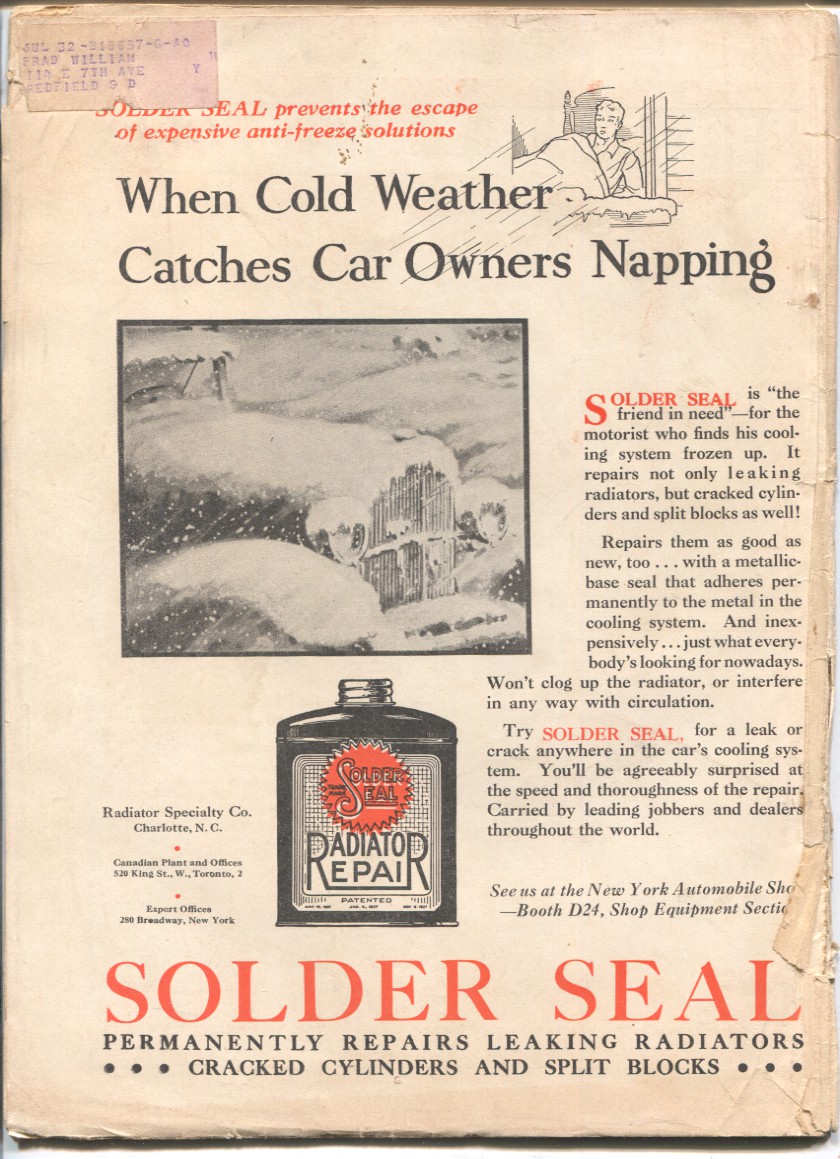 JUL 32-318657-G-AO
BRAD WILLIAM H
114 E 7TH AVE Y
REDFIELD S D
SOLDER SEAL prevents the escape
of expensive anti-freeze solutions
When Cold Weather
Catches Car Owners Napping
SOLDER SEAL is "the
friend in need"—for the
motorist who finds his cool-
ing system frozen up. It
repairs not only leaking
radiators, but cracked cylin-
ders and split blocks as well!
Repairs them as good as
new, too . . . with a metallic-
base seal that adheres per-
manently to the metal in the
cooling system. And inex-
pensively . . . just what every-
body's looking for nowadays.
Won't clog up the radiator, or interfere
in any way with circulation.
Try SOLDER SEAL, for a leak or
crack anywhere in the car's cooling sys-
tem. You'll be agreeably surprised at
the speed and thoroughness of the repair.
Carried by leading jobbers and dealers
throughout the world.
See us at the New York Automobile Sho
—Booth D24, Shop Equipment Secti
SOLDER
TRADE MARK
SEAL
RADIATOR
REPAIR
PATENTED
Radiator Specialty Co.
Charlotte, N. C.
•
Canadian Plant and Offices
520 King St., W., Toronto, 2
•
Export Offices
280 Broadway, New York
SOLDER SEAL
PERMANENTLY REPAIRS LEAKING RADIATORS
• • • CRACKED CYLINDERS AND SPLIT BLOCKS • • •